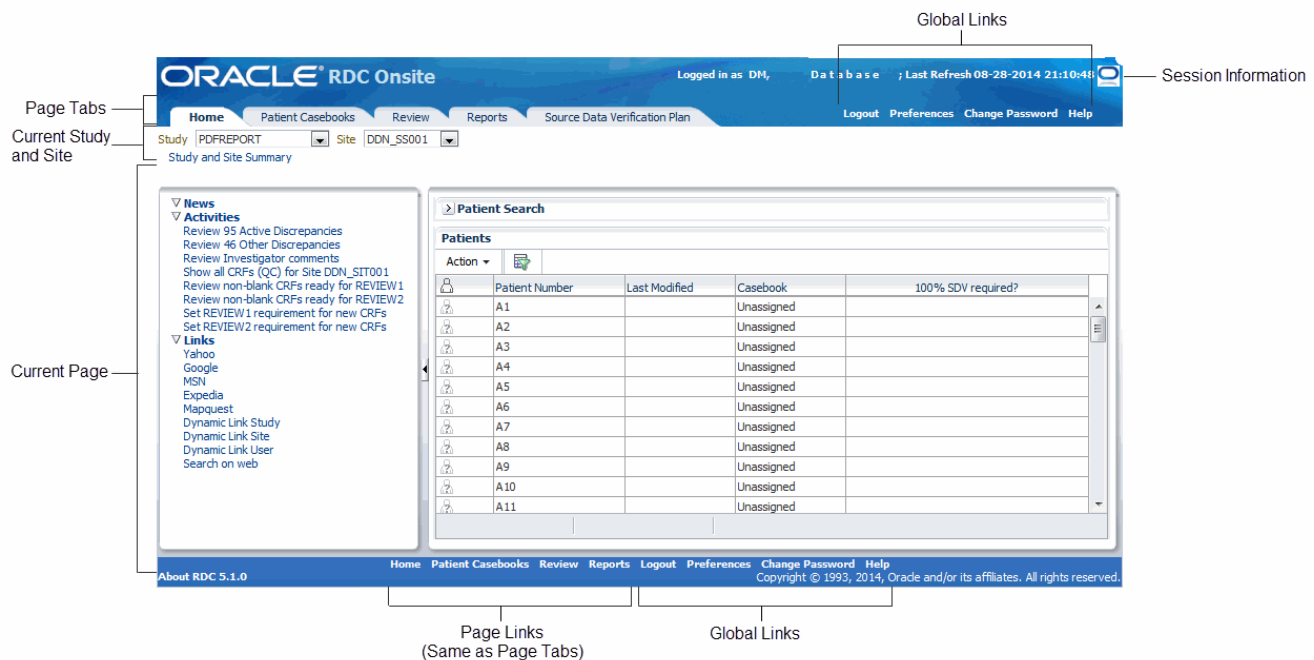 Global Links
ORACLE® RDC Onsite
Logged in as DM, Database ; Last Refresh 08-28-2014 21:10:48
Session Information
Page Tabs
Home Patient Casebooks Review Reports Source Data Verification Plan
Logout Preferences Change Password Help
Current Study
and Site
Study PDFREPORT Site DDN_SS001
Study and Site Summary
News
Activities
Review 95 Active Discrepancies
Review 46 Other Discrepancies
Review Investigator comments
Show all CRFs (QC) for Site DDN_SIT001
Review non-blank CRFs ready for REVIEW1
Review non-blank CRFs ready for REVIEW2
Set REVIEW1 requirement for new CRFs
Set REVIEW2 requirement for new CRFs
Links
Yahoo
Google
MSN
Expedia
Mapquest
Dynamic Link Study
Dynamic Link Site
Dynamic Link User
Search on web
Current Page
Patient Search
Patients
Action
Patient Number Last Modified Casebook 100% SDV required?
A1 Unassigned
A2 Unassigned
A3 Unassigned
A4 Unassigned
A5 Unassigned
A6 Unassigned
A7 Unassigned
A8 Unassigned
A9 Unassigned
A10 Unassigned
A11 Unassigned
Home Patient Casebooks Review Reports Logout Preferences Change Password Help
About RDC 5.1.0
Copyright © 1993, 2014, Oracle and/or its affiliates. All rights reserved.
Page Links
(Same as Page Tabs)
Global Links